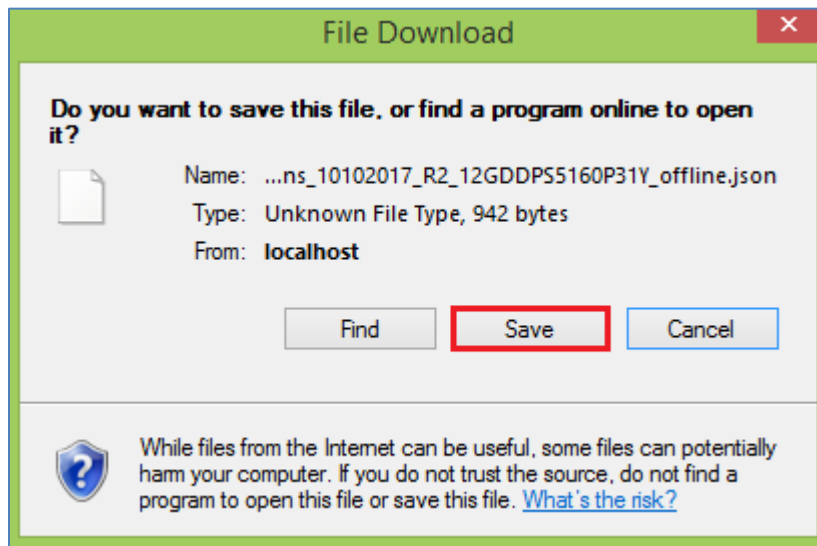 File Download
Do you want to save this file, or find a program online to open
it?
Name: ...ns_10102017_R2_12GDDPS5160P31Y_offline.json
Type: Unknown File Type, 942 bytes
From: localhost
Find Save Cancel
While files from the Internet can be useful, some files can potentially
harm your computer. If you do not trust the source, do not find a
program to open this file or save this file. What's the risk?